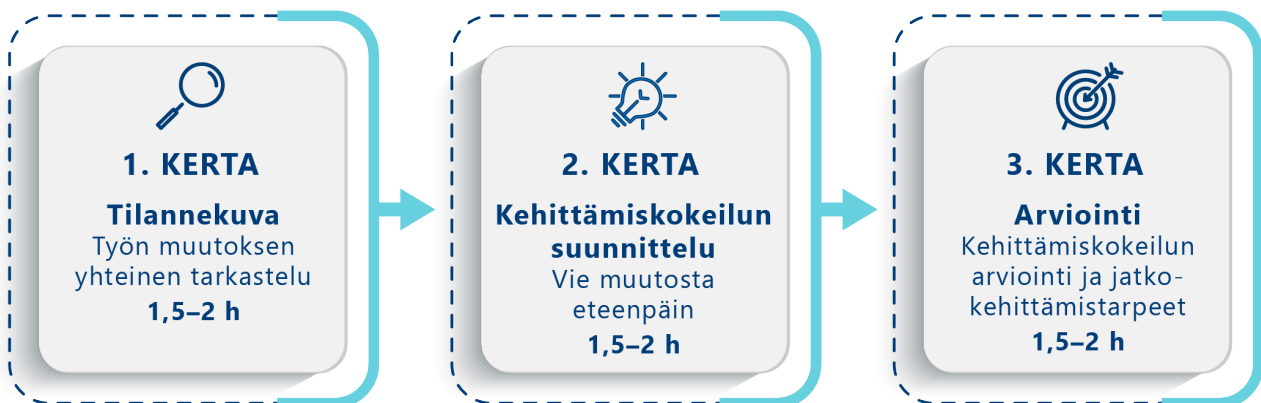 1. KERTA
Tilannekuva
Työn muutoksen
yhteinen tarkastelu
1,5–2 h
2. KERTA
Kehittämiskokeilun
suunnittelu
Vie muutosta
eteenpäin
1,5–2 h
3. KERTA
Arviointi
Kehittämiskokeilun
arviointi ja jatko-
kehittämistarpeet
1,5–2 h